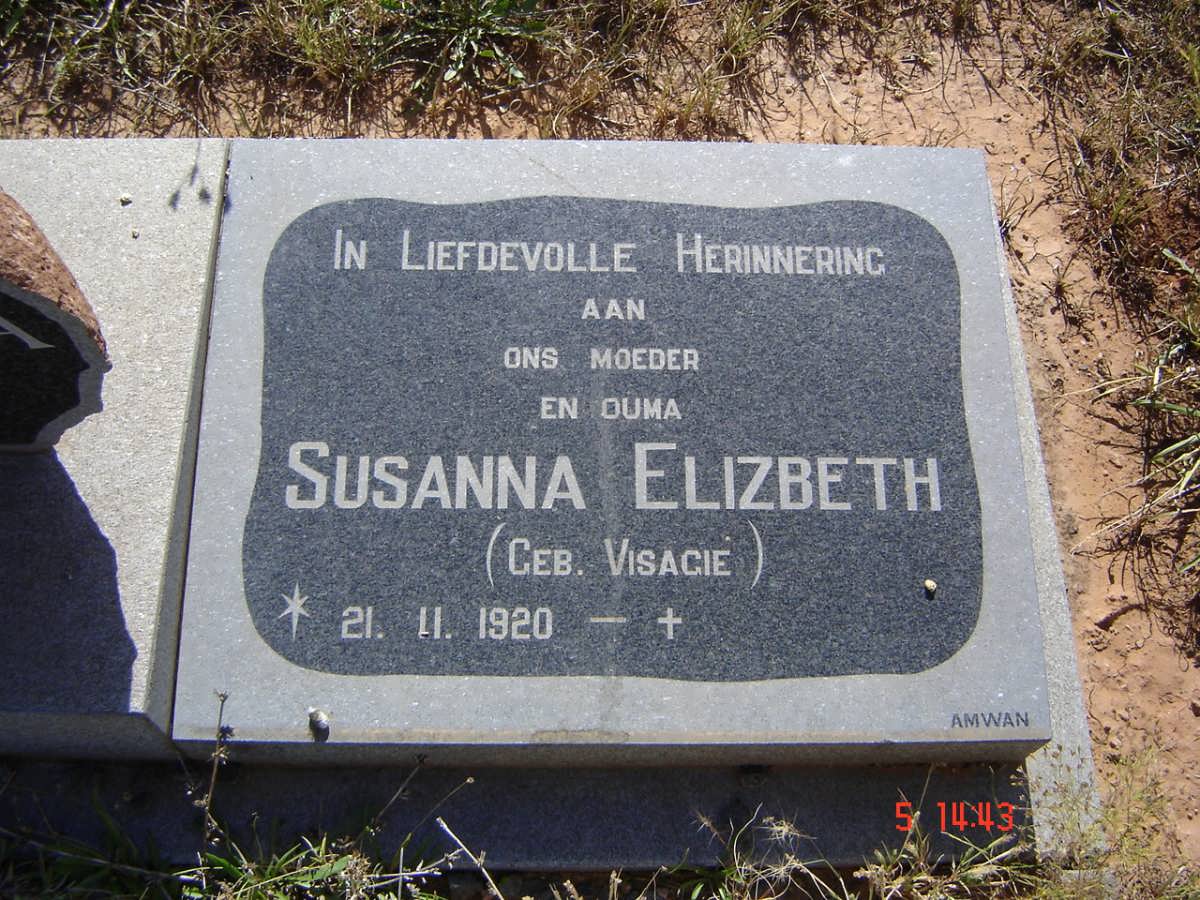 In Liefdevolle Herinnering
AAN
ONS MOEDER
EN OUMA
SUSANNA ELIZBETH
(GEB. VISAGIE)
* 21. 11. 1920 — †
AMWAN
5 14:43